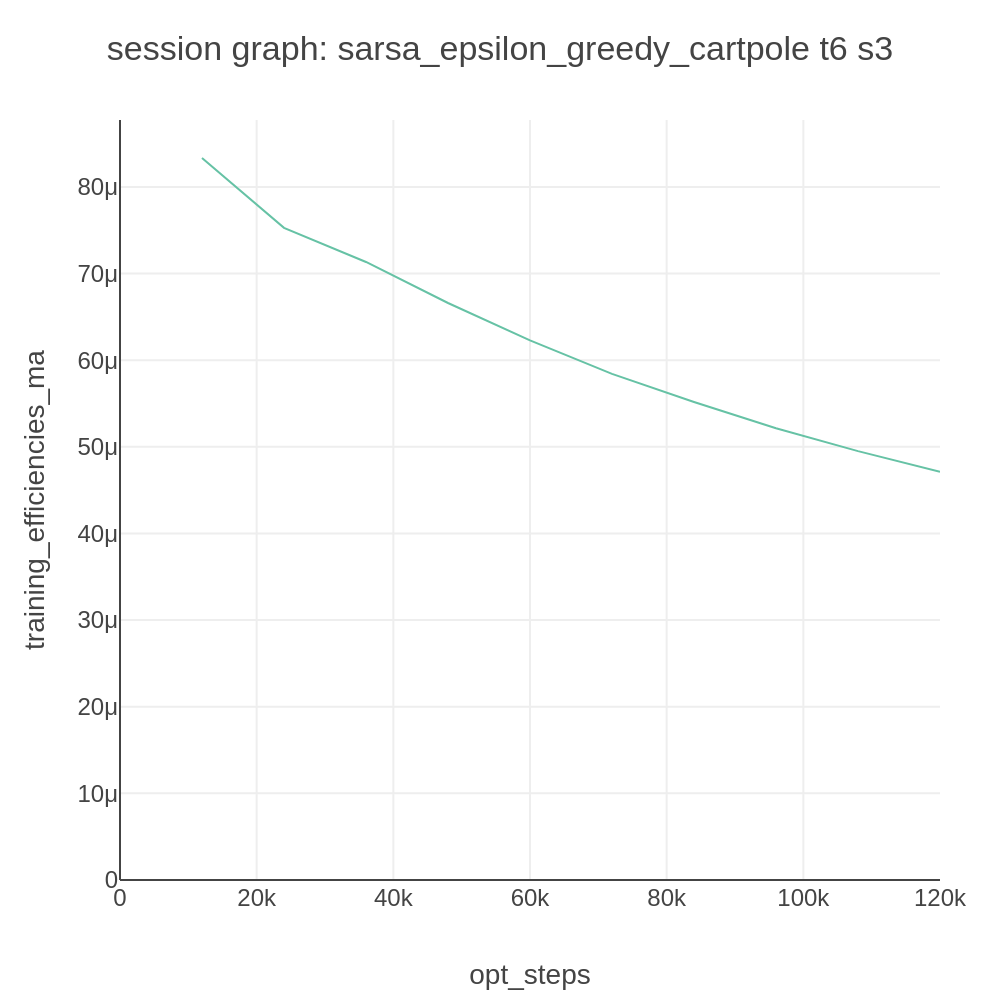 session graph: sarsa_epsilon_greedy_cartpole t6 s3
training_efficiencies_ma
80μ
70μ
60μ
50μ
40μ
30μ
20μ
10μ
0
0 20k 40k 60k 80k 100k 120k
opt_steps